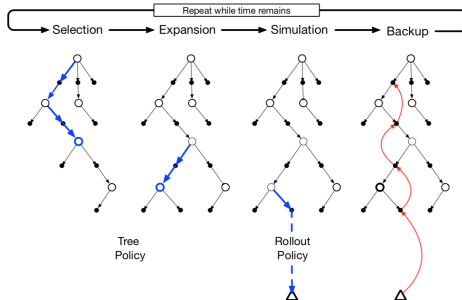 Repeat while time remains
Selection
Expansion
Simulation
Backup
Tree
Policy
Rollout
Policy